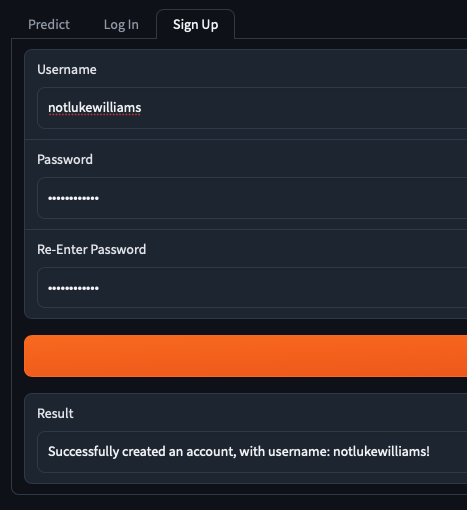 Predict Log In Sign Up
Username
notlukewilliams
Password
••••••••••••
Re-Enter Password
••••••••••••
Result
Successfully created an account, with username: notlukewilliams!